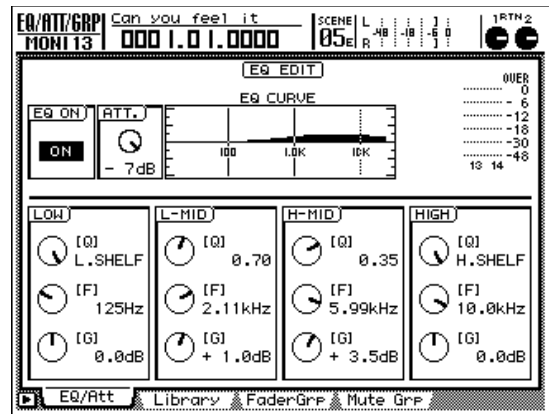 EQ/ATT/GRP Can you feel it SCENE L
MONI 13 000 1.0 1.0000 05E R -48 -18 -6 0 1RTN2
EQ EDIT
EQ ON ATT. EQ CURVE OVER
0
- 6
-12
-18
-30
-48
13 14
ON
- 7dB
100 1.0K 10K
LOW L-MID H-MID HIGH
[Q] [Q] [Q] [Q]
L.SHELF 0.70 0.35 H.SHELF
[F] [F] [F] [F]
125Hz 2.11kHz 5.99kHz 10.0kHz
[G] [G] [G] [G]
0.0dB + 1.0dB + 3.5dB 0.0dB
EQ/Att Library FaderGrp Mute Grp